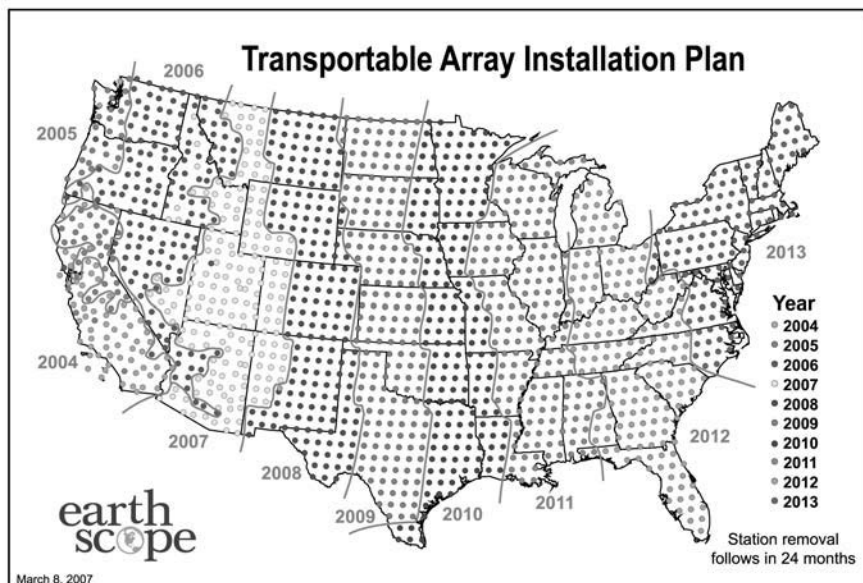 Transportable Array Installation Plan
2006
2005
2004
2007
2008
2009
2010
2011
2012
2013
Year
2004
2005
2006
2007
2008
2009
2010
2011
2012
2013
Station removal
follows in 24 months
earth
scope
March 8, 2007